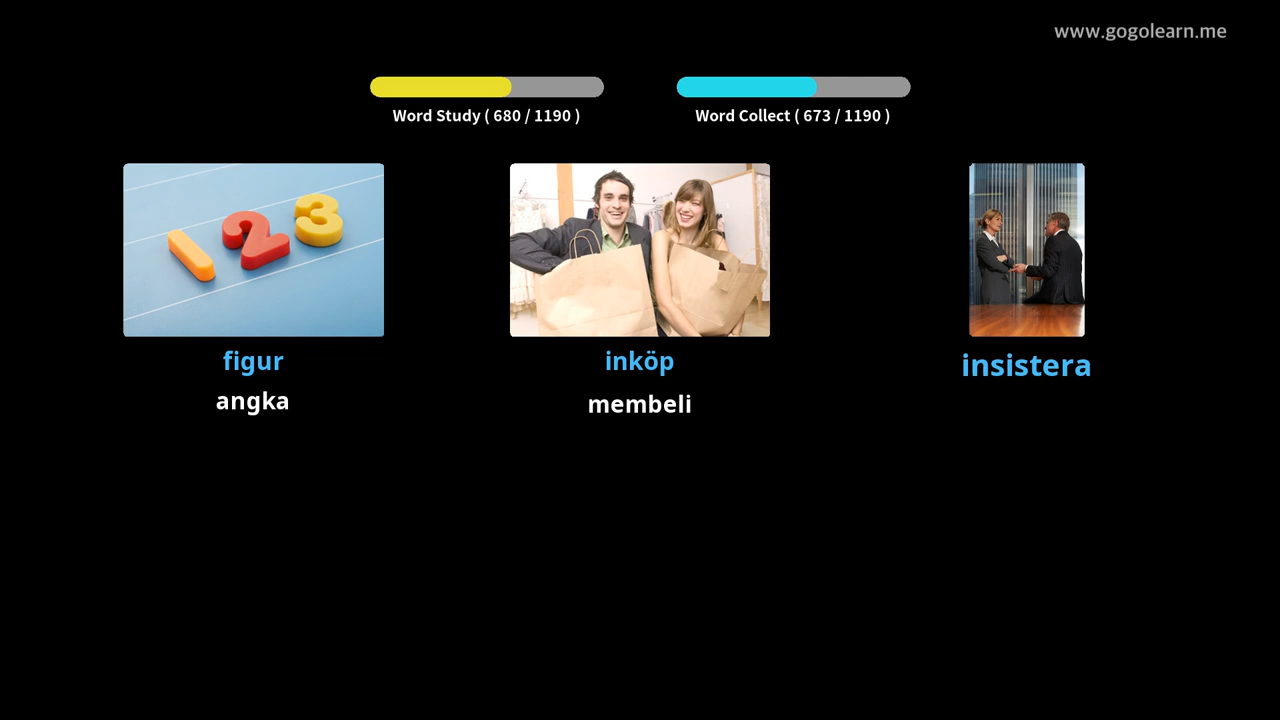 www.gogolearn.me
Word Study ( 680 / 1190 )
Word Collect ( 673 / 1190 )
figur
angka
inköp
membeli
insistera